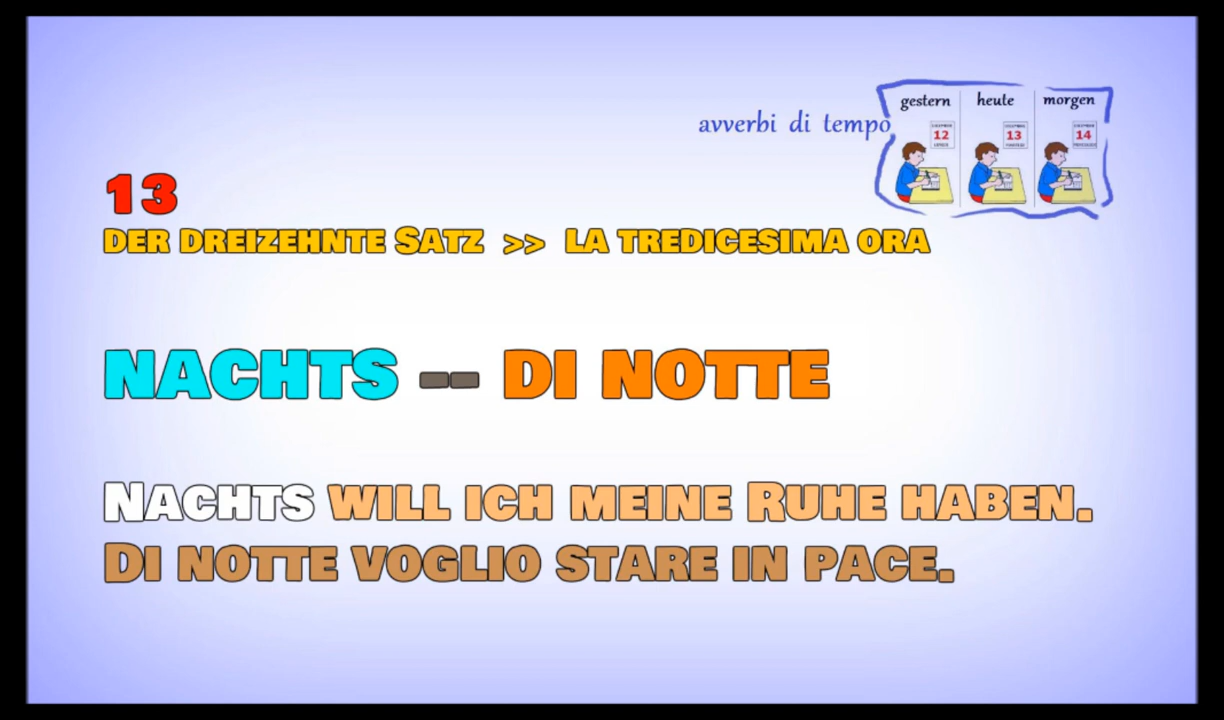 gestern heute morgen
avverbi di tempo
12 13 14
13
DER DREIZEHNTE SATZ >> LA TREDICESIMA ORA
NACHTS -- DI NOTTE
NACHTS WILL ICH MEINE RUHE HABEN.
DI NOTTE VOGLIO STARE IN PACE.